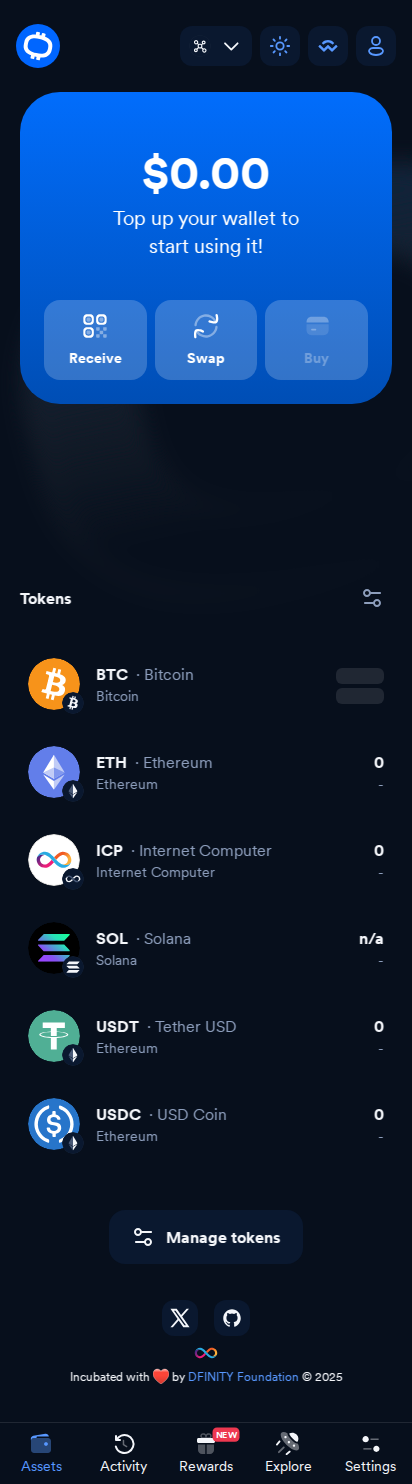 $0.00
Top up your wallet to
start using it!
Receive
Swap
Buy
Tokens
BTC · Bitcoin
Bitcoin
ETH · Ethereum 0
Ethereum -
ICP · Internet Computer 0
Internet Computer -
SOL · Solana n/a
Solana -
USDT · Tether USD 0
Ethereum -
USDC · USD Coin 0
Ethereum -
Manage tokens
Incubated with ❤️ by DFINITY Foundation © 2025
NEW
Assets Activity Rewards Explore Settings